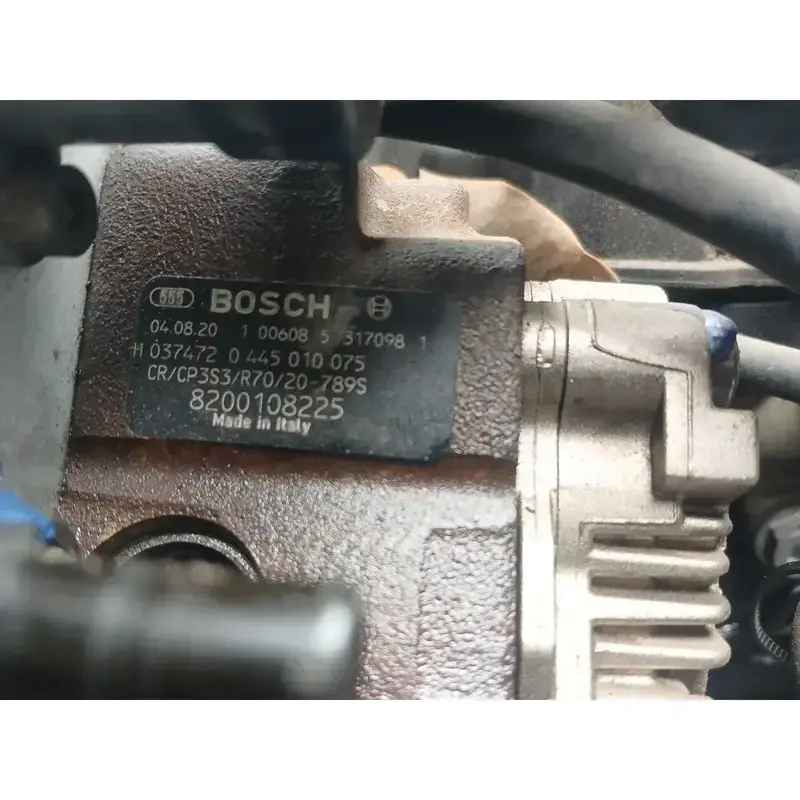 555 BOSCH
04.08.20 1 00608 5 317098 1
H 037472 0 445 010 075
CR/CP3S3/R70/20-789S
8200108225
Made in Italy